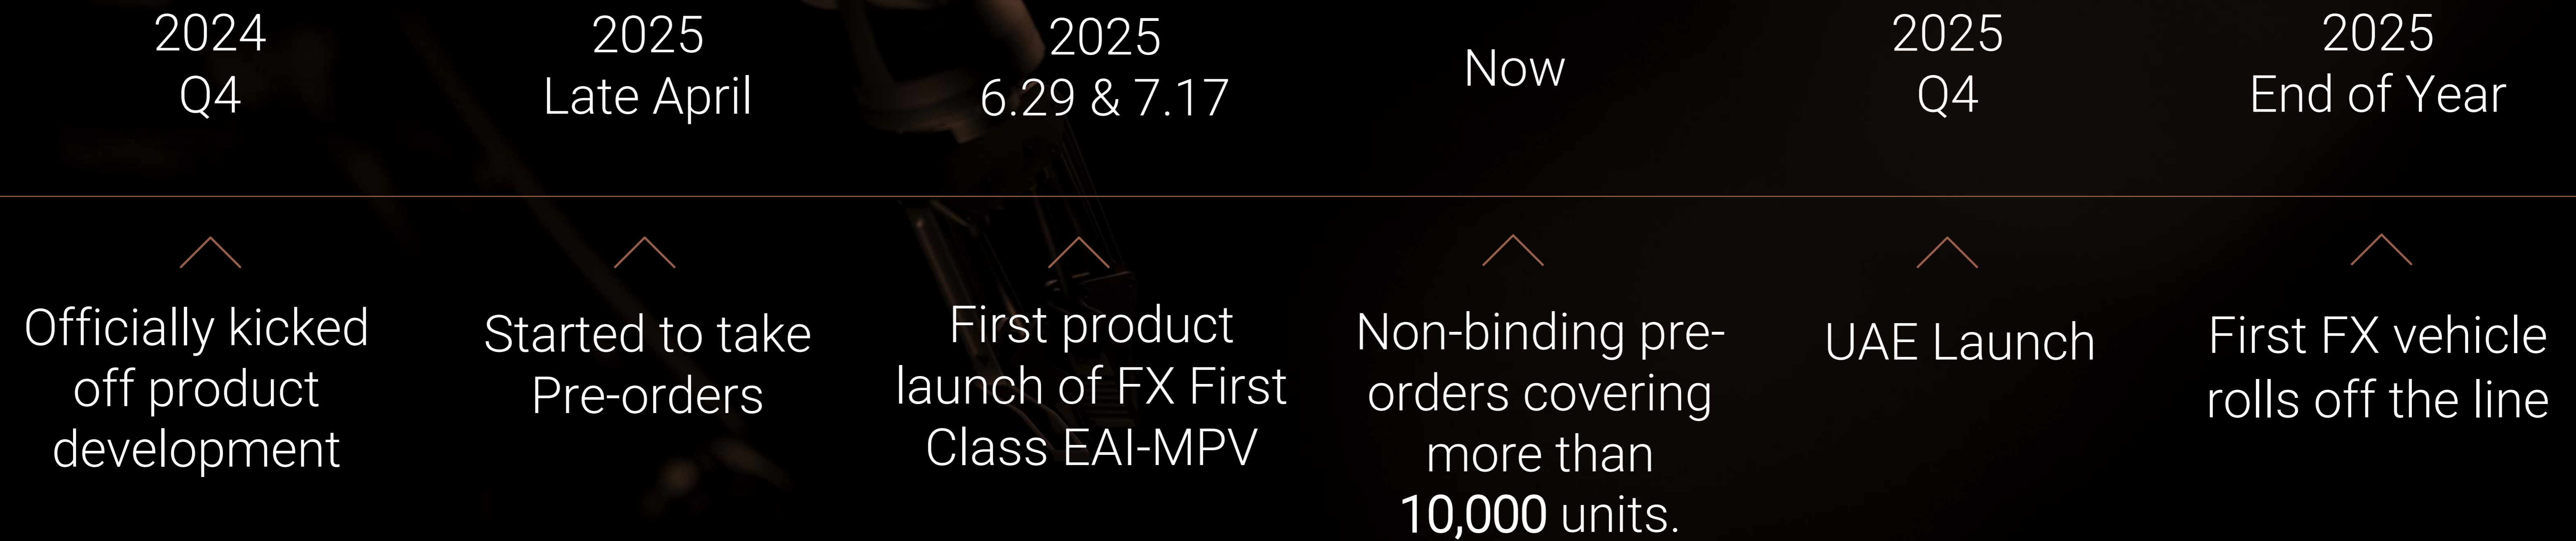 2024
Q4
Officially kicked
off product
development
2025
Late April
Started to take
Pre-orders
2025
6.29 & 7.17
First product
launch of FX First
Class EAI-MPV
Now
Non-binding pre-
orders covering
more than
10,000 units.
2025
Q4
UAE Launch
2025
End of Year
First FX vehicle
rolls off the line